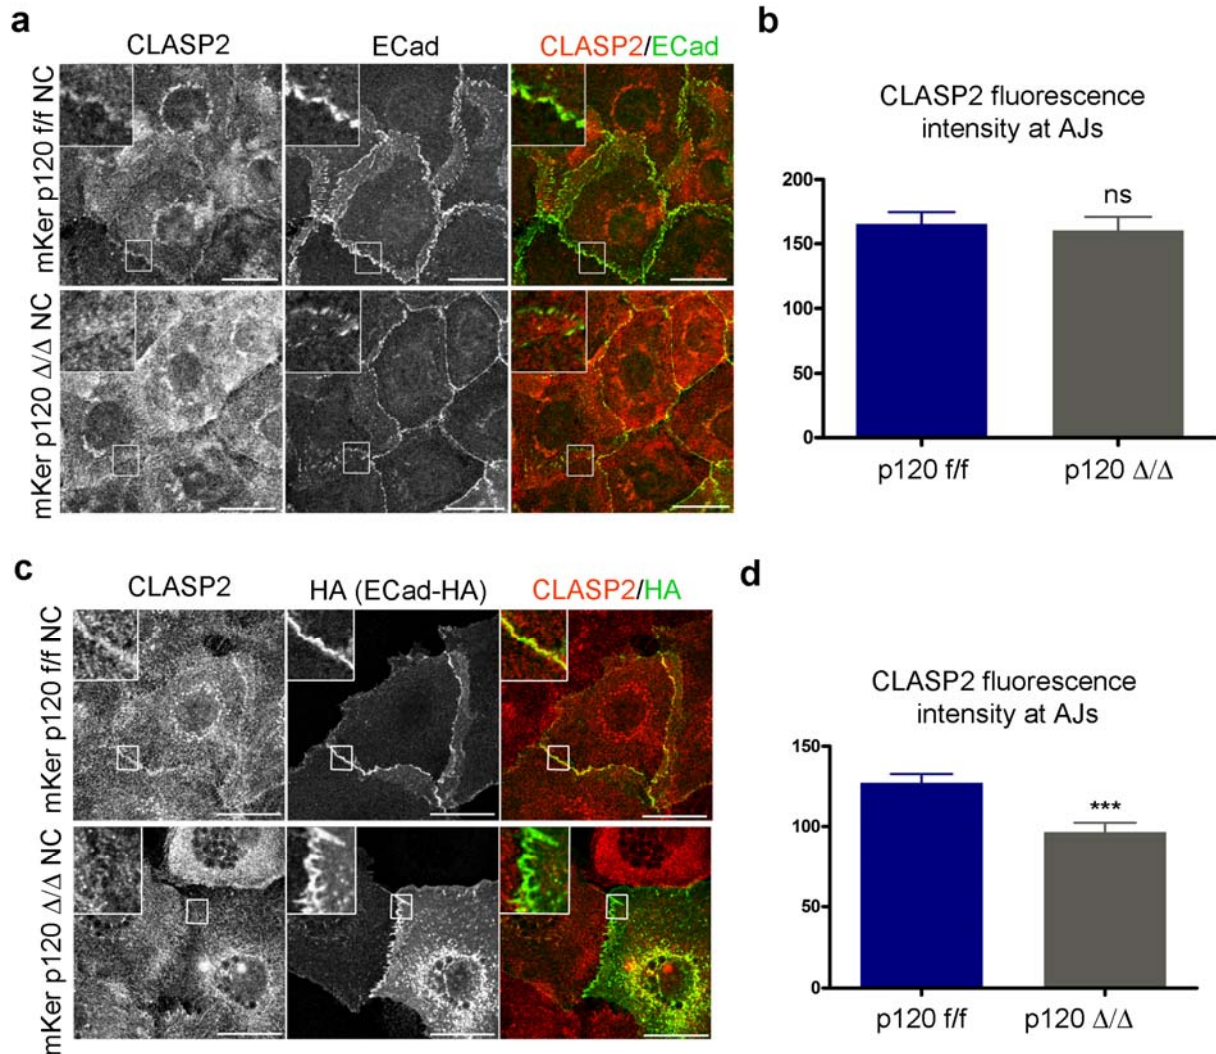 a
CLASP2 ECad CLASP2/ECad
mKer p120 f/f NC
mKer p120 Δ/Δ NC
b
CLASP2 fluorescence
intensity at AJs
200
150
100
50
0
ns
p120 f/f p120 Δ/Δ
c
CLASP2 HA (ECad-HA) CLASP2/HA
mKer p120 f/f NC
mKer p120 Δ/Δ NC
d
CLASP2 fluorescence
intensity at AJs
150
100
50
0
***
p120 f/f p120 Δ/Δ